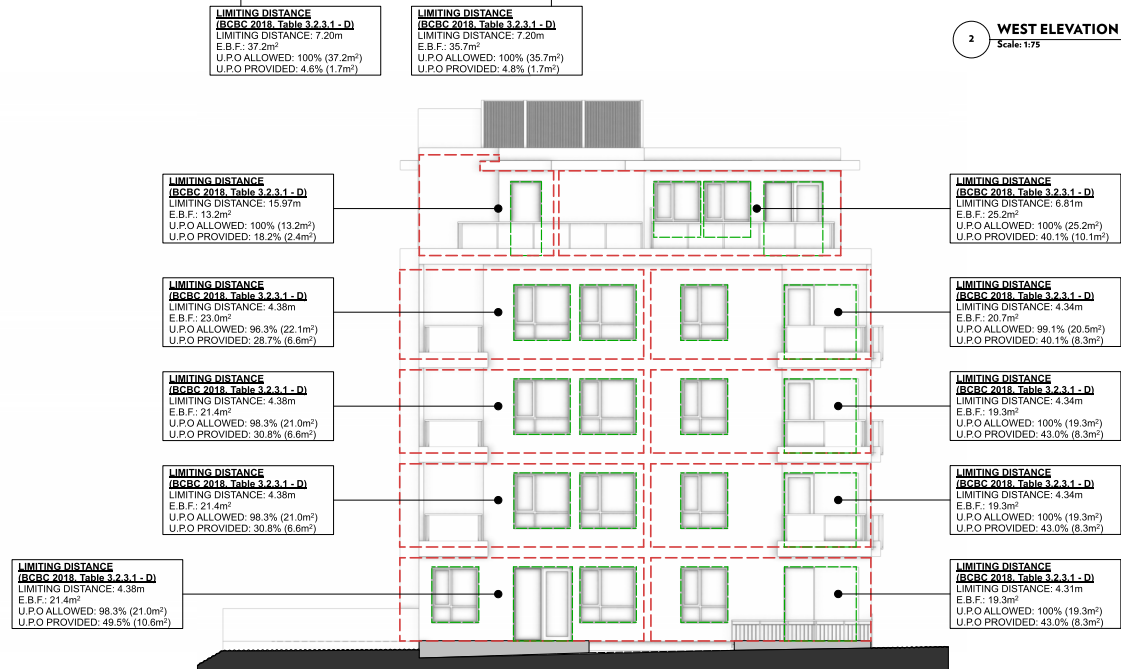 LIMITING DISTANCE
(BCBC 2018, Table 3.2.3.1 - D)
LIMITING DISTANCE: 7.20m
E.B.F.: 37.2m²
U.P.O ALLOWED: 100% (37.2m²)
U.P.O PROVIDED: 4.6% (1.7m²)
LIMITING DISTANCE
(BCBC 2018, Table 3.2.3.1 - D)
LIMITING DISTANCE: 7.20m
E.B.F.: 35.7m²
U.P.O ALLOWED: 100% (35.7m²)
U.P.O PROVIDED: 4.8% (1.7m²)
2
WEST ELEVATION
Scale: 1:75
LIMITING DISTANCE
(BCBC 2018, Table 3.2.3.1 - D)
LIMITING DISTANCE: 15.97m
E.B.F.: 13.2m²
U.P.O ALLOWED: 100% (13.2m²)
U.P.O PROVIDED: 18.2% (2.4m²)
LIMITING DISTANCE
(BCBC 2018, Table 3.2.3.1 - D)
LIMITING DISTANCE: 6.81m
E.B.F.: 25.2m²
U.P.O ALLOWED: 100% (25.2m²)
U.P.O PROVIDED: 40.1% (10.1m²)
LIMITING DISTANCE
(BCBC 2018, Table 3.2.3.1 - D)
LIMITING DISTANCE: 4.38m
E.B.F.: 23.0m²
U.P.O ALLOWED: 96.3% (22.1m²)
U.P.O PROVIDED: 28.7% (6.6m²)
LIMITING DISTANCE
(BCBC 2018, Table 3.2.3.1 - D)
LIMITING DISTANCE: 4.34m
E.B.F.: 20.7m²
U.P.O ALLOWED: 99.1% (20.5m²)
U.P.O PROVIDED: 40.1% (8.3m²)
LIMITING DISTANCE
(BCBC 2018, Table 3.2.3.1 - D)
LIMITING DISTANCE: 4.38m
E.B.F.: 21.4m²
U.P.O ALLOWED: 98.3% (21.0m²)
U.P.O PROVIDED: 30.8% (6.6m²)
LIMITING DISTANCE
(BCBC 2018, Table 3.2.3.1 - D)
LIMITING DISTANCE: 4.34m
E.B.F.: 19.3m²
U.P.O ALLOWED: 100% (19.3m²)
U.P.O PROVIDED: 43.0% (8.3m²)
LIMITING DISTANCE
(BCBC 2018, Table 3.2.3.1 - D)
LIMITING DISTANCE: 4.38m
E.B.F.: 21.4m²
U.P.O ALLOWED: 98.3% (21.0m²)
U.P.O PROVIDED: 30.8% (6.6m²)
LIMITING DISTANCE
(BCBC 2018, Table 3.2.3.1 - D)
LIMITING DISTANCE: 4.34m
E.B.F.: 19.3m²
U.P.O ALLOWED: 100% (19.3m²)
U.P.O PROVIDED: 43.0% (8.3m²)
LIMITING DISTANCE
(BCBC 2018, Table 3.2.3.1 - D)
LIMITING DISTANCE: 4.38m
E.B.F.: 21.4m²
U.P.O ALLOWED: 98.3% (21.0m²)
U.P.O PROVIDED: 49.5% (10.6m²)
LIMITING DISTANCE
(BCBC 2018, Table 3.2.3.1 - D)
LIMITING DISTANCE: 4.31m
E.B.F.: 19.3m²
U.P.O ALLOWED: 100% (19.3m²)
U.P.O PROVIDED: 43.0% (8.3m²)